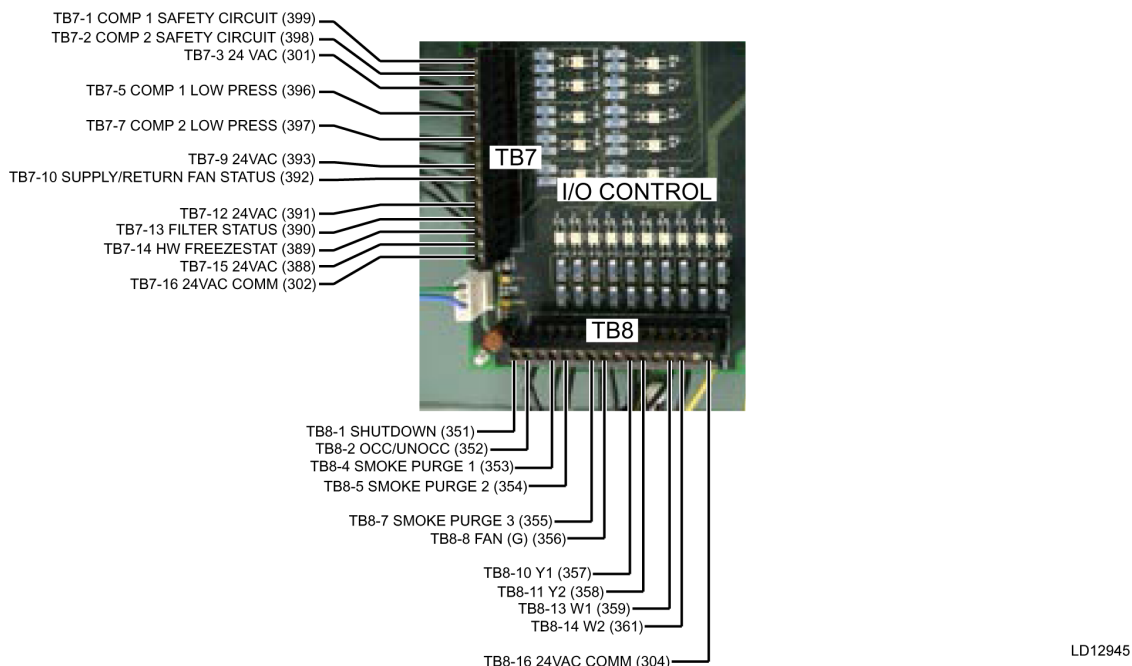 TB7-1 COMP 1 SAFETY CIRCUIT (399)
TB7-2 COMP 2 SAFETY CIRCUIT (398)
TB7-3 24 VAC (301)
TB7-5 COMP 1 LOW PRESS (396)
TB7-7 COMP 2 LOW PRESS (397)
TB7-9 24VAC (393)
TB7-10 SUPPLY/RETURN FAN STATUS (392)
TB7-12 24VAC (391)
TB7-13 FILTER STATUS (390)
TB7-14 HW FREEZESTAT (389)
TB7-15 24VAC (388)
TB7-16 24VAC COMM (302)
TB7
I/O CONTROL
TB8
TB8-1 SHUTDOWN (351)
TB8-2 OCC/UNOCC (352)
TB8-4 SMOKE PURGE 1 (353)
TB8-5 SMOKE PURGE 2 (354)
TB8-7 SMOKE PURGE 3 (355)
TB8-8 FAN (G) (356)
TB8-10 Y1 (357)
TB8-11 Y2 (358)
TB8-13 W1 (359)
TB8-14 W2 (361)
TB8-16 24VAC COMM (304)
LD12945